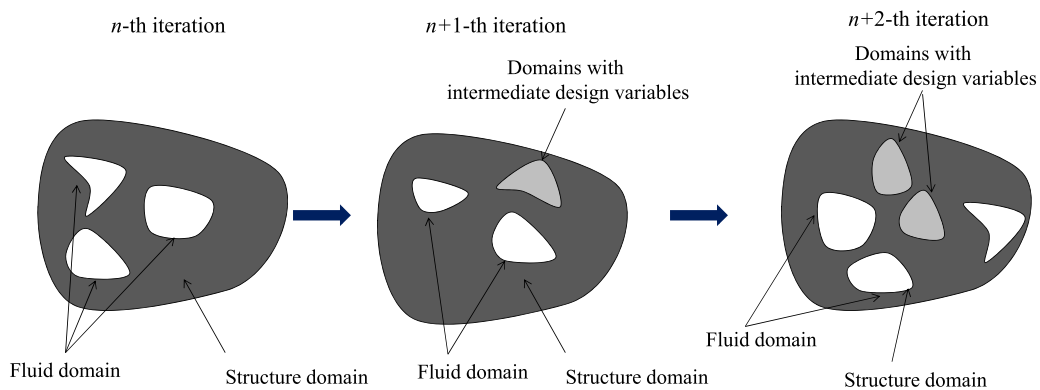 n-th iteration
n+1-th iteration
n+2-th iteration
Domains with
intermediate design variables
Domains with
intermediate design variables
Fluid domain
Structure domain
Fluid domain
Structure domain
Fluid domain
Structure domain